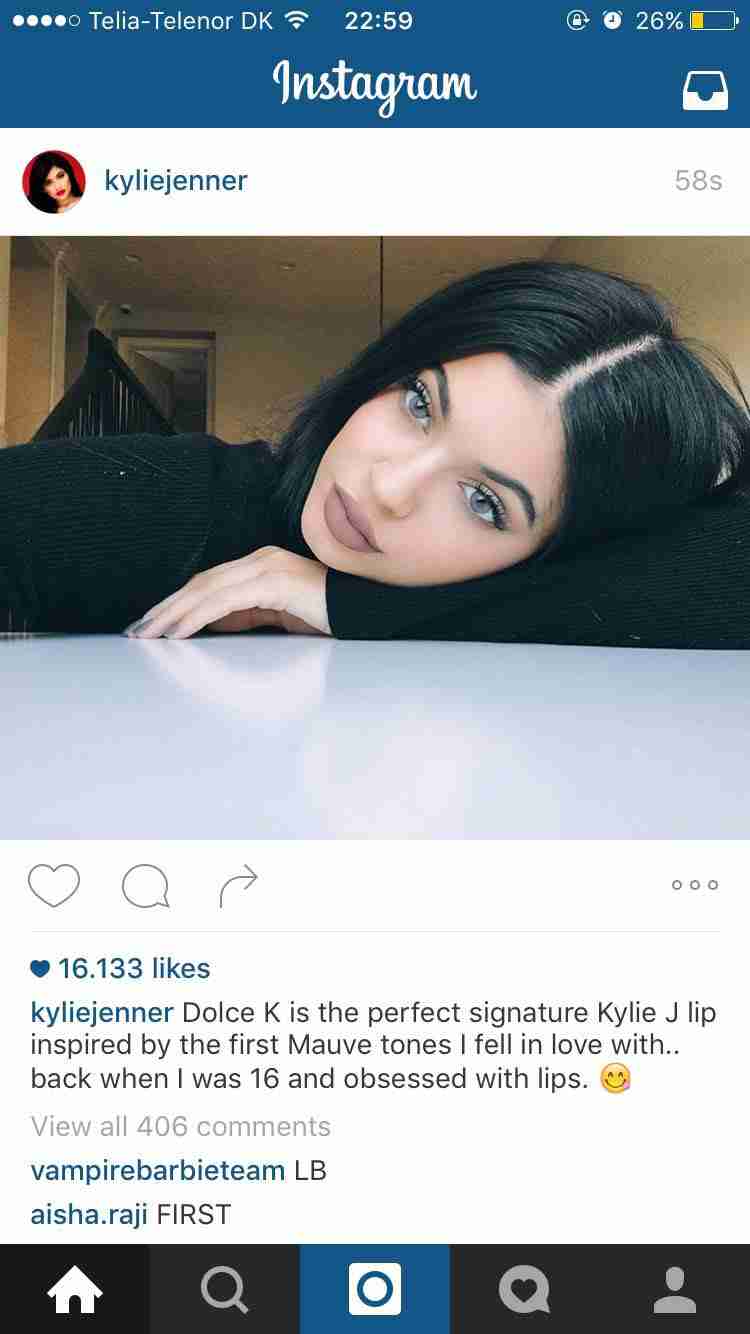 Telia-Telenor DK 22:59 26%
Instagram
kyliejenner 58s
16.133 likes
kyliejenner Dolce K is the perfect signature Kylie J lip
inspired by the first Mauve tones I fell in love with..
back when I was 16 and obsessed with lips. 😋
View all 406 comments
vampirebarbieteam LB
aisha.raji FIRST